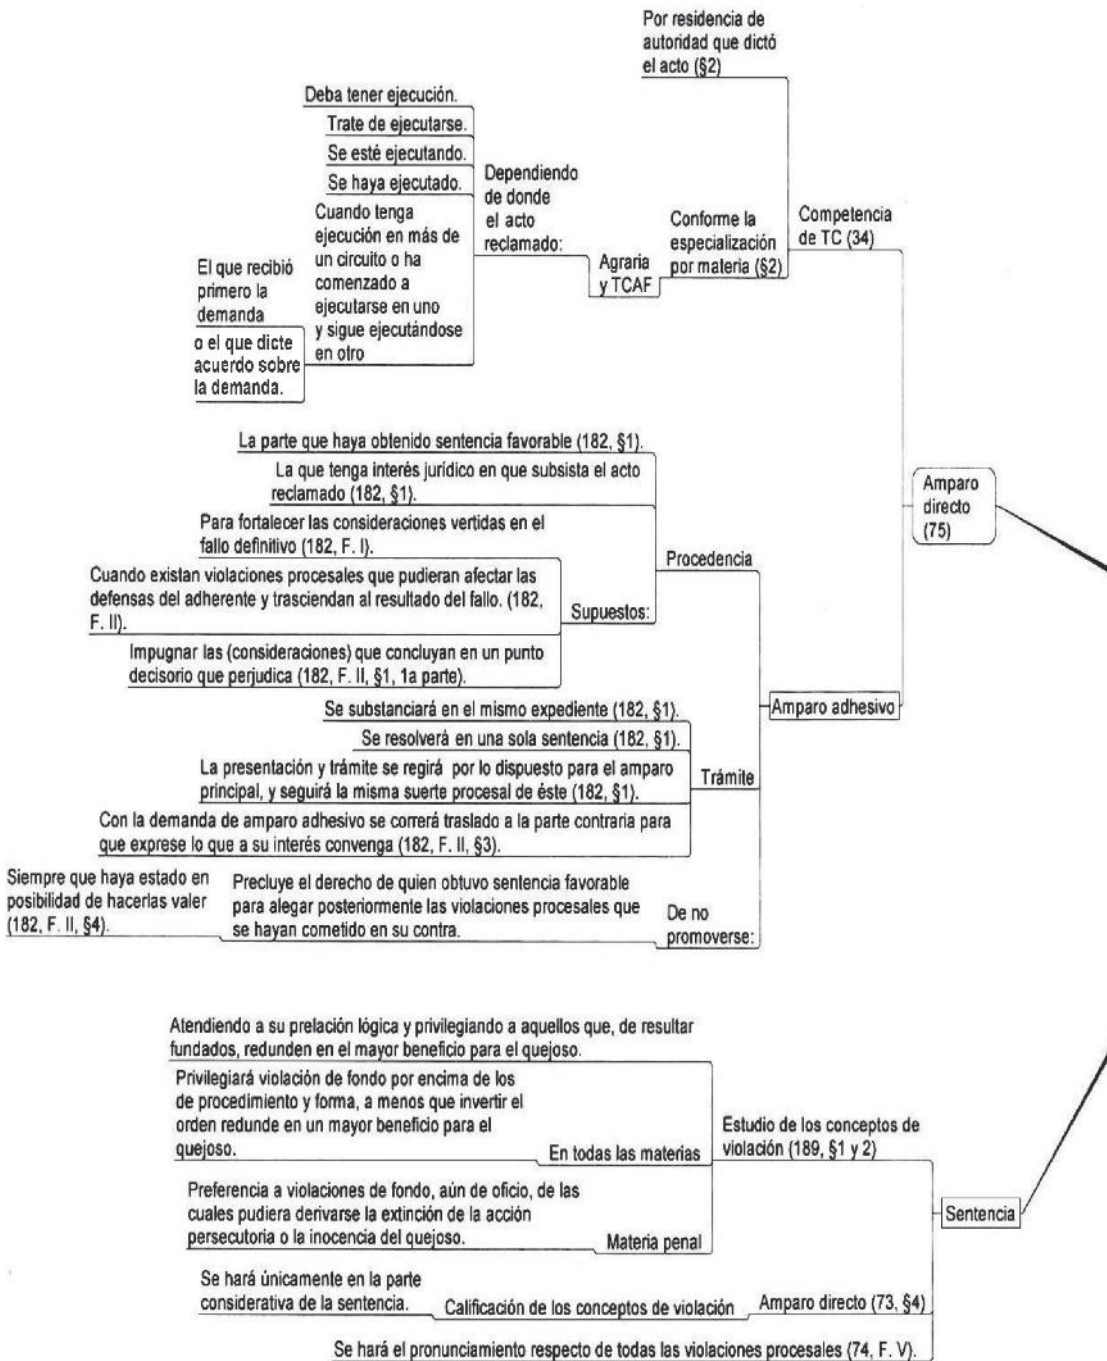 Por residencia de
autoridad que dictó
el acto (§2)
Deba tener ejecución.
Trate de ejecutarse.
Se esté ejecutando.
Se haya ejecutado.
Cuando tenga
ejecución en más de
un circuito o ha
comenzado a
ejecutarse en uno
y sigue ejecutándose
en otro
El que recibió
primero la
demanda
o el que dicte
acuerdo sobre
la demanda.
Dependiendo
de donde
el acto
reclamado:
Agraria
y TCAF
Conforme la
especialización
por materia (§2)
Competencia
de TC (34)
La parte que haya obtenido sentencia favorable (182, §1).
La que tenga interés jurídico en que subsista el acto
reclamado (182, §1).
Para fortalecer las consideraciones vertidas en el
fallo definitivo (182, F. I).
Cuando existan violaciones procesales que pudieran afectar las
defensas del adherente y trasciendan al resultado del fallo. (182,
F. II).
Impugnar las (consideraciones) que concluyan en un punto
decisorio que perjudica (182, F. II, §1, 1a parte).
Supuestos:
Procedencia
Amparo
directo
(75)
Se substanciará en el mismo expediente (182, §1).
Se resolverá en una sola sentencia (182, §1).
La presentación y trámite se regirá por lo dispuesto para el amparo
principal, y seguirá la misma suerte procesal de éste (182, §1).
Con la demanda de amparo adhesivo se correrá traslado a la parte contraria para
que exprese lo que a su interés convenga (182, F. II, §3).
Trámite
Amparo adhesivo
Siempre que haya estado en
posibilidad de hacerlas valer
(182, F. II, §4).
Precluye el derecho de quien obtuvo sentencia favorable
para alegar posteriormente las violaciones procesales que
se hayan cometido en su contra.
De no
promoverse:
Atendiendo a su prelación lógica y privilegiando a aquellos que, de resultar
fundados, redunden en el mayor beneficio para el quejoso.
Privilegiará violación de fondo por encima de los
de procedimiento y forma, a menos que invertir el
orden redunde en un mayor beneficio para el
quejoso.
En todas las materias
Estudio de los conceptos de
violación (189, §1 y 2)
Preferencia a violaciones de fondo, aún de oficio, de las
cuales pudiera derivarse la extinción de la acción
persecutoria o la inocencia del quejoso.
Materia penal
Sentencia
Se hará únicamente en la parte
considerativa de la sentencia.
Calificación de los conceptos de violación
Amparo directo (73, §4)
Se hará el pronunciamiento respecto de todas las violaciones procesales (74, F. V).